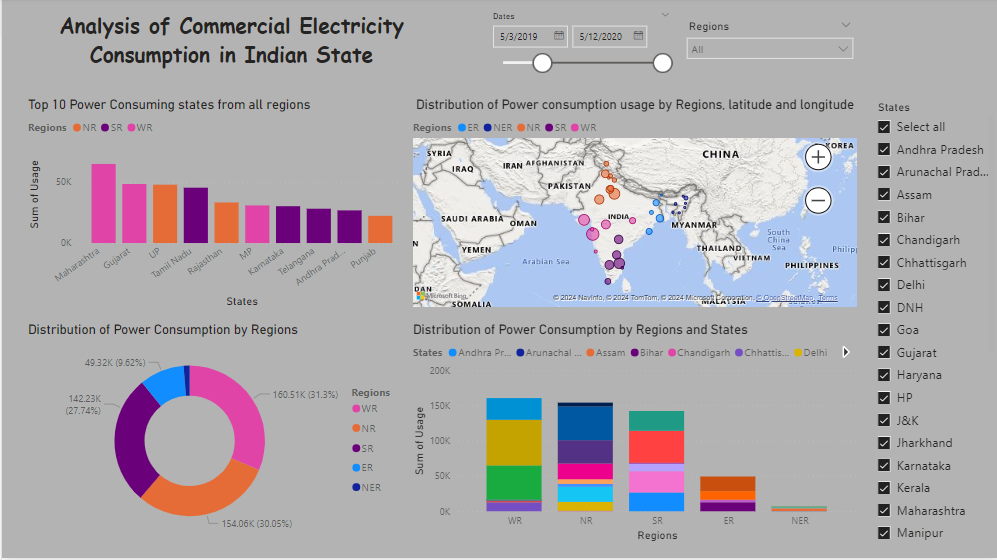 Analysis of Commercial Electricity
Consumption in Indian State
Dates
5/3/2019
5/12/2020
Regions
All
Top 10 Power Consuming states from all regions
Regions NR SR WR
Sum of Usage
50K
0K
Maharashtra
Gujarat
UP
Tamil Nadu
Rajasthan
MP
Karnataka
Telangana
Andhra Prad...
Punjab
States
Distribution of Power consumption usage by Regions, latitude and longitude
Regions ER NER NR SR WR
SYRIA
IRAQ
IRAN
AFGHANISTAN
PAKISTAN
CHINA
KOREA
SAUDI ARABIA
OMAN
INDIA
MYANMAR
YEMEN
Arabian Sea
THAILAND
VIETNAM
South
China
Sea
Philipp
PHILIPPINES
DAN
SOMALIA
MALAYSIA
Microsoft Bing
© 2024 NavInfo, © 2024 TomTom, © 2024 Microsoft Corporation, © OpenStreetMap Terms
Distribution of Power Consumption by Regions
49.32K (9.62%)
142.23K
(27.74%)
160.51K (31.3%)
154.06K (30.05%)
Regions
WR
NR
SR
ER
NER
Distribution of Power Consumption by Regions and States
States Andhra Pr... Arunachal ... Assam Bihar Chandigarh Chhattis... Delhi
Sum of Usage
200K
150K
100K
50K
0K
WR
NR
SR
ER
NER
Regions
States
Select all
Andhra Pradesh
Arunachal Prad...
Assam
Bihar
Chandigarh
Chhattisgarh
Delhi
DNH
Goa
Gujarat
Haryana
HP
J&K
Jharkhand
Karnataka
Kerala
Maharashtra
Manipur